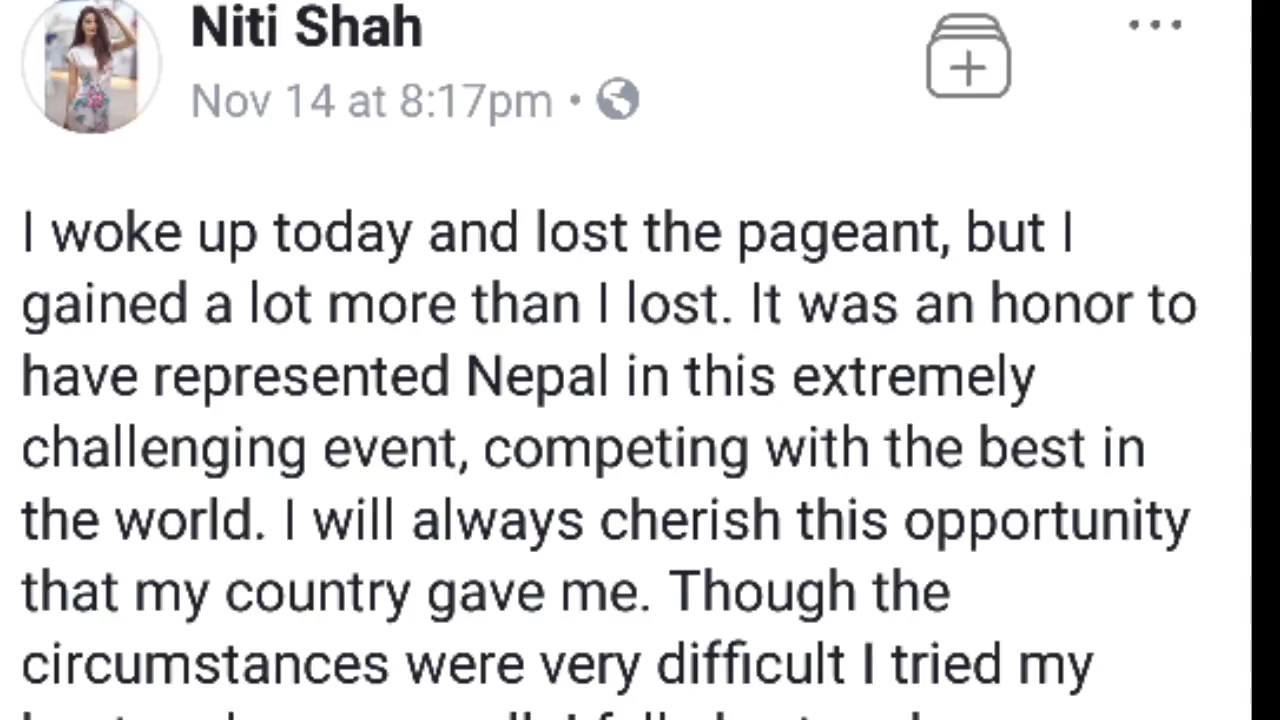 Niti Shah
Nov 14 at 8:17pm •
I woke up today and lost the pageant, but I
gained a lot more than I lost. It was an honor to
have represented Nepal in this extremely
challenging event, competing with the best in
the world. I will always cherish this opportunity
that my country gave me. Though the
circumstances were very difficult I tried my